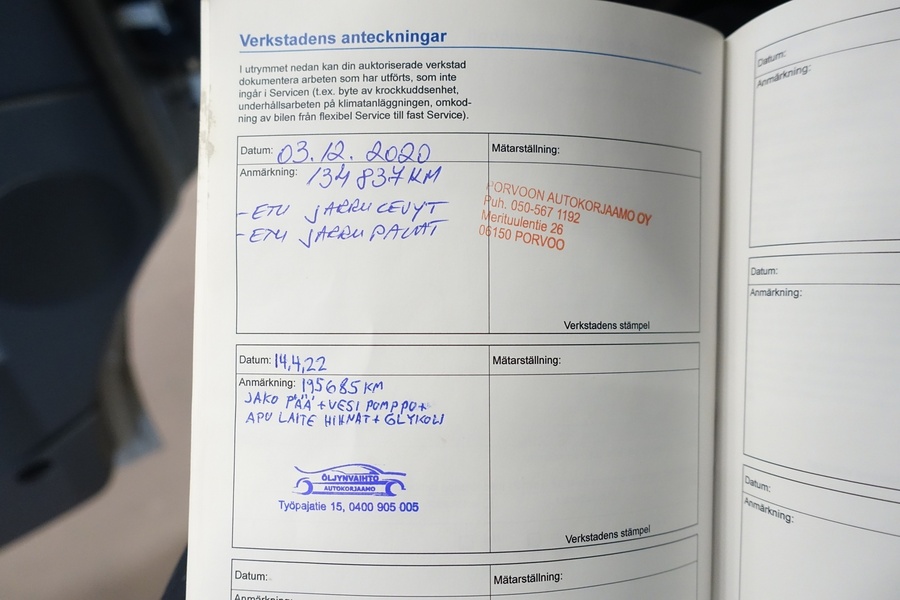 Verkstadens anteckningar
I utrymmet nedan kan din auktoriserade verkstad
dokumentera arbeten som har utförts, som inte
ingår i Servicen (t.ex. byte av krockkuddsenhet,
underhållsarbeten på klimatanläggningen, omkod-
ning av bilen från flexibel Service till fast Service).
Datum: 03.12.2020
Mätarställning:
Anmärkning: 134 837 KM
- ETU JARRULEVYT
- ETU JARRUPALAT
PORVOON AUTOKORJAAMO OY
Puh. 050-567 1192
Merituulentie 26
06150 PORVOO
Verkstadens stämpel
Datum: 14,4,22
Mätarställning:
Anmärkning: 195685 KM
JAKO PÄÄ + VESI POMPPU +
APU LAITE HIHNAT + GLYKOLI
ÖLJYNVAIHTO
AUTOKORJAAMO
Työpajatie 15, 0400 905 005
Verkstadens stämpel
Datum:
Mätarställning:
Anmärkning:
Datum:
Anmärkning:
Datum:
Anmärkning:
Datum:
Anmärkning: